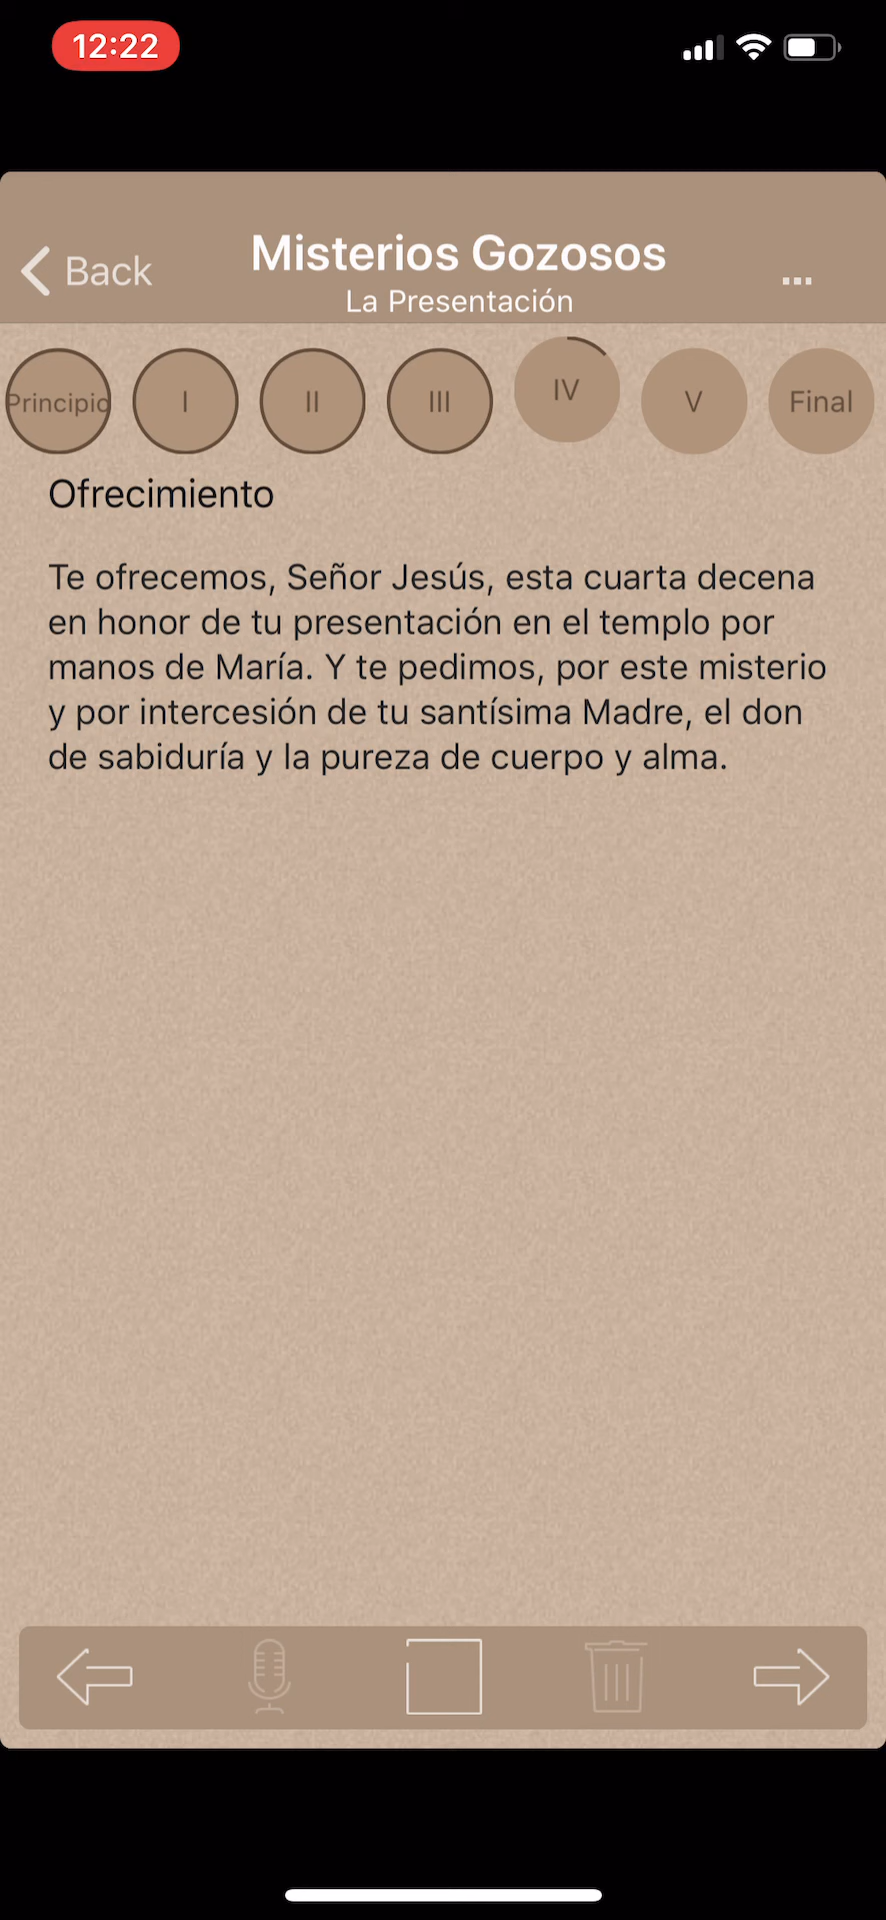 12:22
Back
Misterios Gozosos
La Presentación
...
Principio
I
II
III
IV
V
Final
Ofrecimiento
Te ofrecemos, Señor Jesús, esta cuarta decena
en honor de tu presentación en el templo por
manos de María. Y te pedimos, por este misterio
y por intercesión de tu santísima Madre, el don
de sabiduría y la pureza de cuerpo y alma.